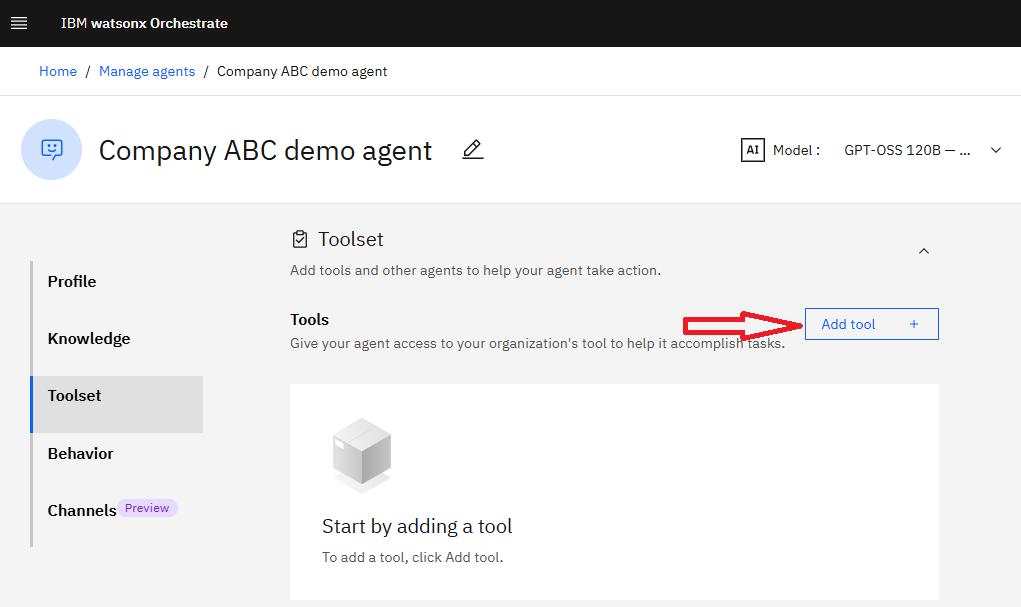 IBM watsonx Orchestrate
Home / Manage agents / Company ABC demo agent
Company ABC demo agent
AI Model : GPT-OSS 120B — ...
Toolset
Add tools and other agents to help your agent take action.
Profile
Knowledge
Toolset
Behavior
Channels Preview
Tools
Give your agent access to your organization's tool to help it accomplish tasks.
Add tool +
Start by adding a tool
To add a tool, click Add tool.